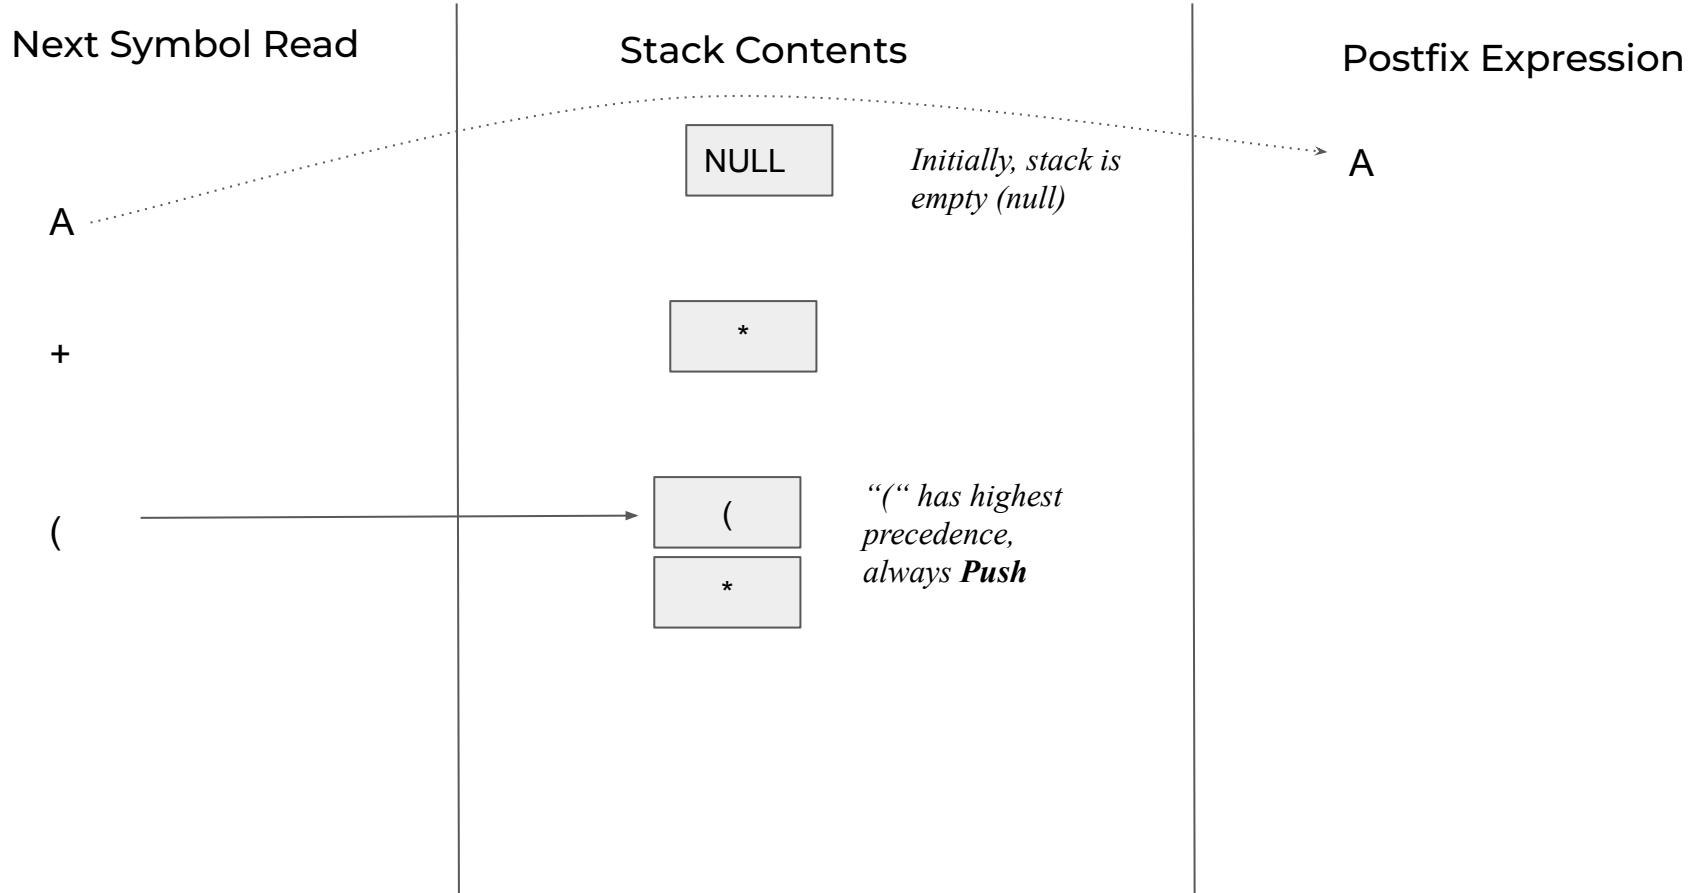 Next Symbol Read
Stack Contents
Postfix Expression
NULL
Initially, stack is
empty (null)
A
A
*
+
(
(
“(“ has highest
precedence,
always Push
*